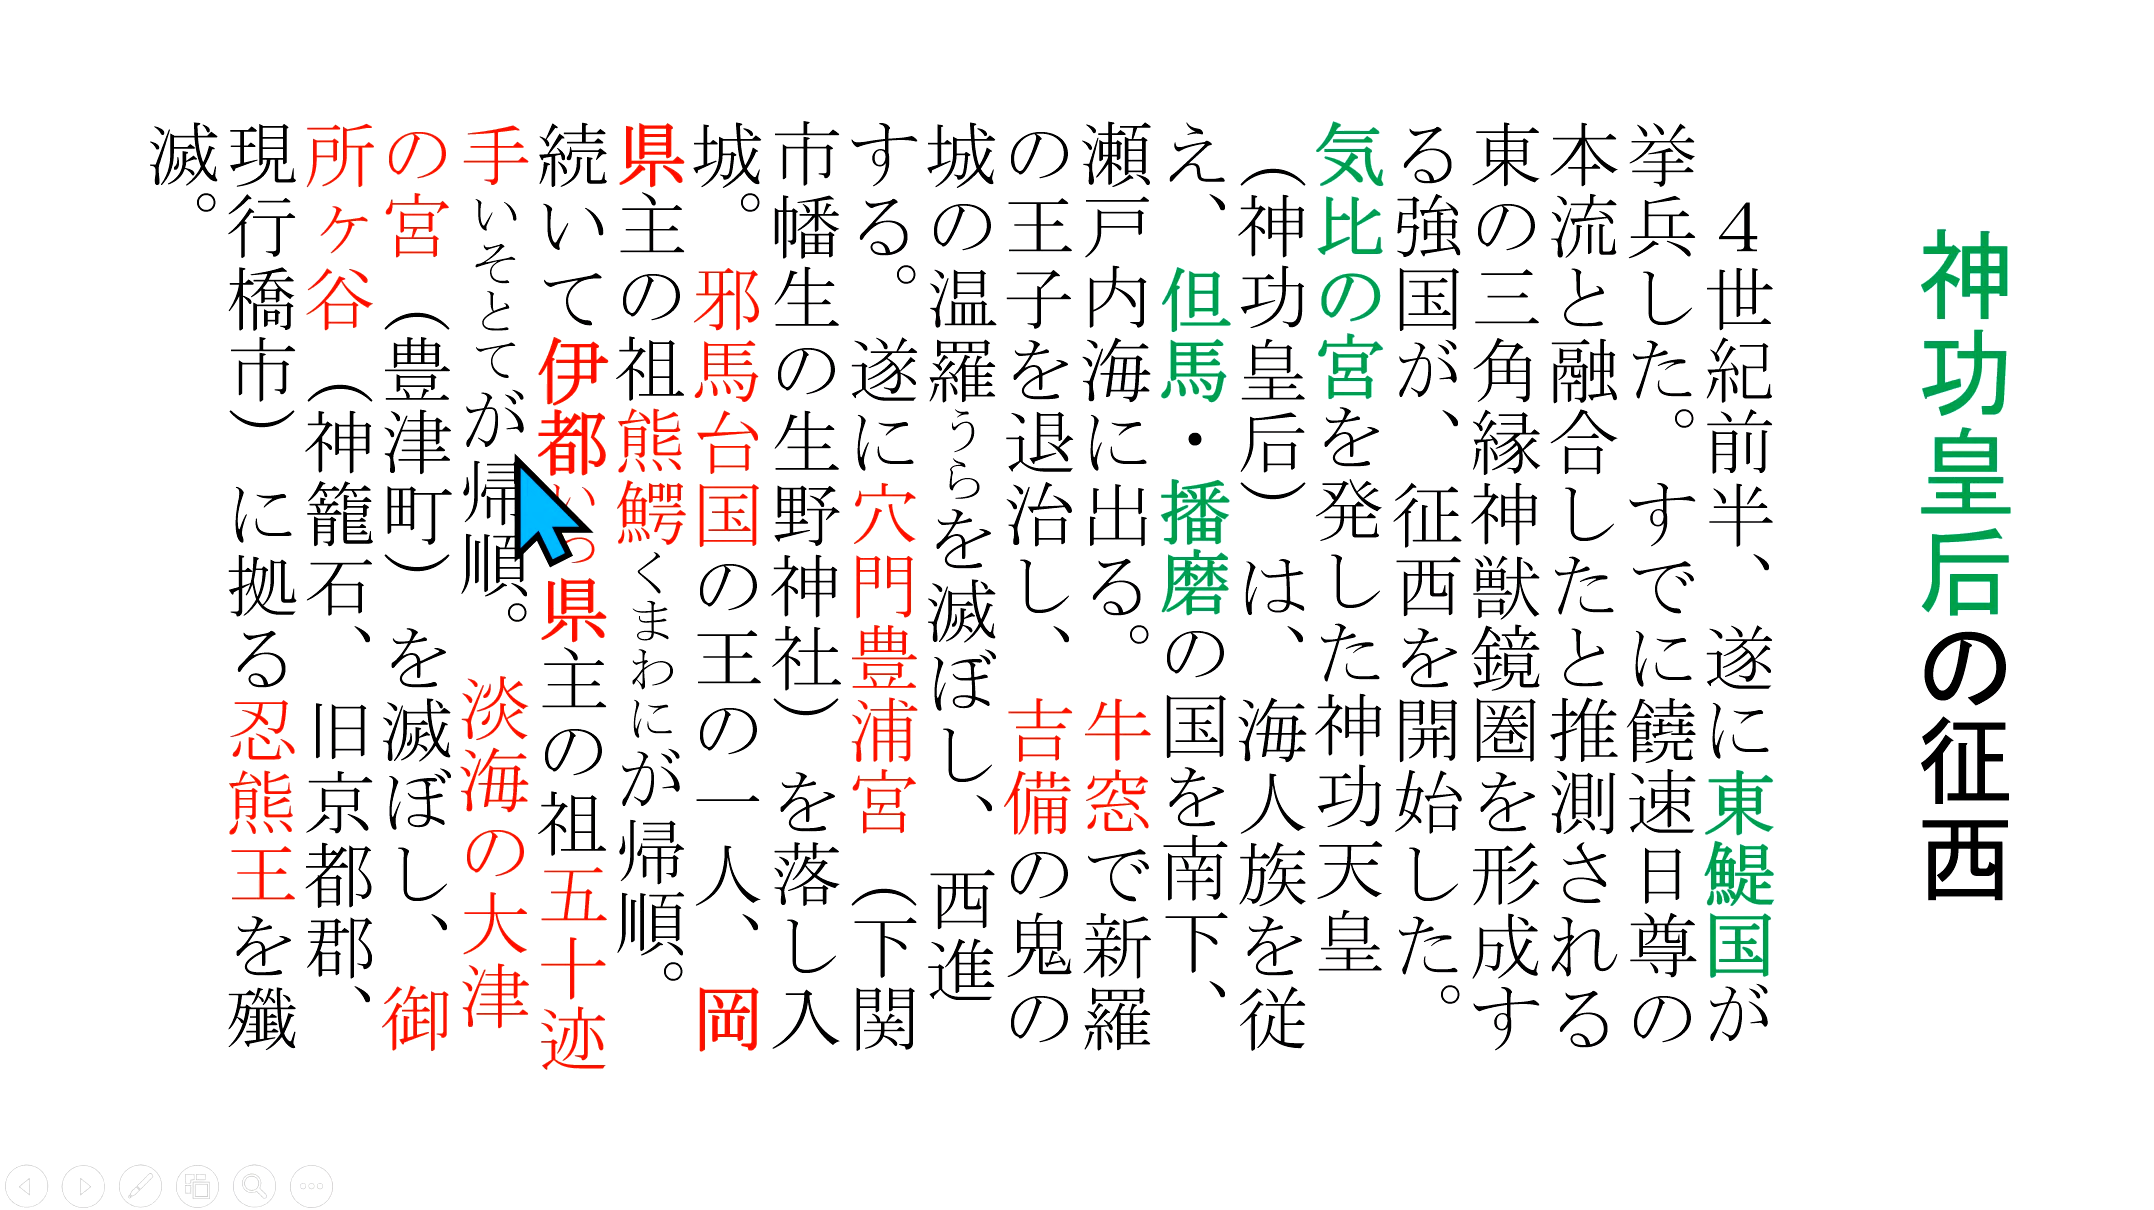 神功皇后の征西
４世紀前半、遂に東鯷国が
挙兵した。すでに饒速日尊の
本流と融合したと推測される
東の三角縁神獣鏡圏を形成す
る強国が、征西を開始した。
気比の宮を発した神功天皇
（神功皇后）は、海人族を従
え、但馬・播磨の国を南下、
瀬戸内海に出る。牛窓で新羅
の王子を退治し、吉備の鬼の
城の温羅うらを滅ぼし、西進
する。遂に穴門豊浦宮（下関
市幡生の生野神社）を落し入
城。邪馬台国の王の一人、岡
県主の祖熊鰐くまわにが帰順。
続いて伊都いっ県主の祖五十迹
手いそとてが帰順。淡海の大津
の宮（豊津町）を滅ぼし、御
所ヶ谷（神籠石、旧京都郡、
現行橋市）に拠る忍熊王を殲
滅。